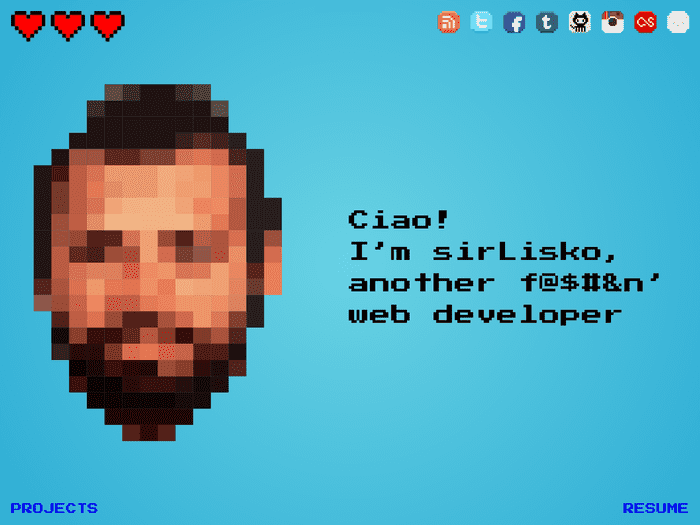 Ciao!
I'm sirLisko,
another f@$#&n'
web developer
PROJECTS
RESUME